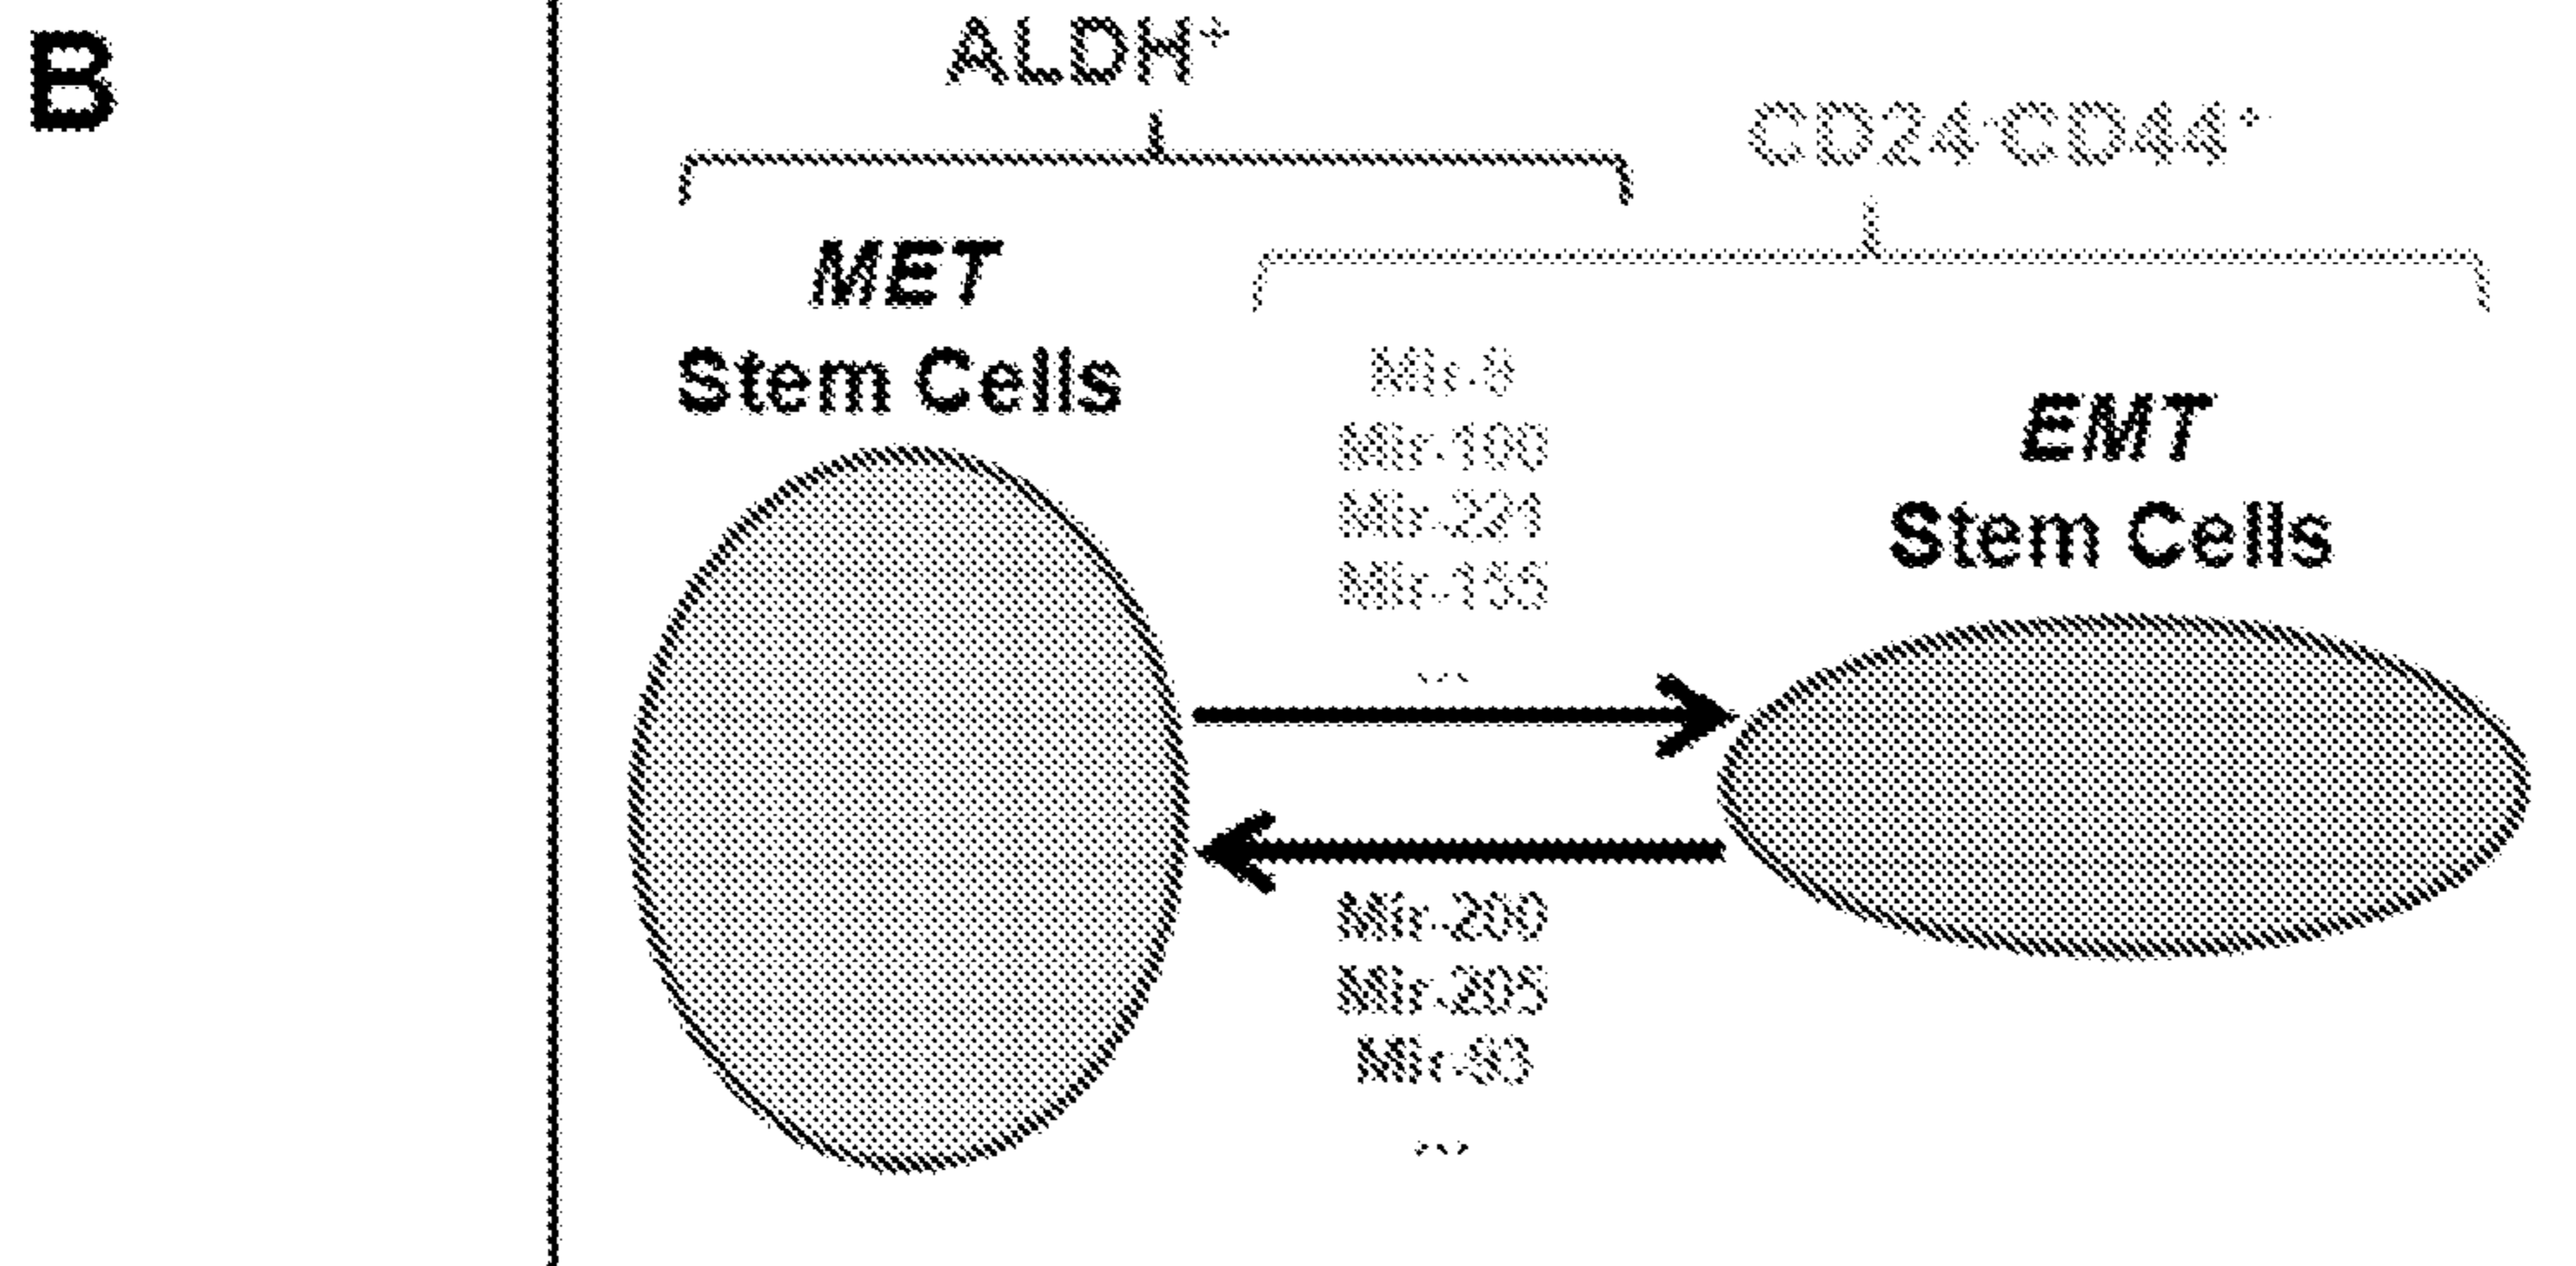 B
ALDH⁺
CD24⁻CD44⁺
MET
Stem Cells
Mir-9
Mir-100
Mir-221
Mir-155
...
EMT
Stem Cells
Mir-200
Mir-205
Mir-93
...